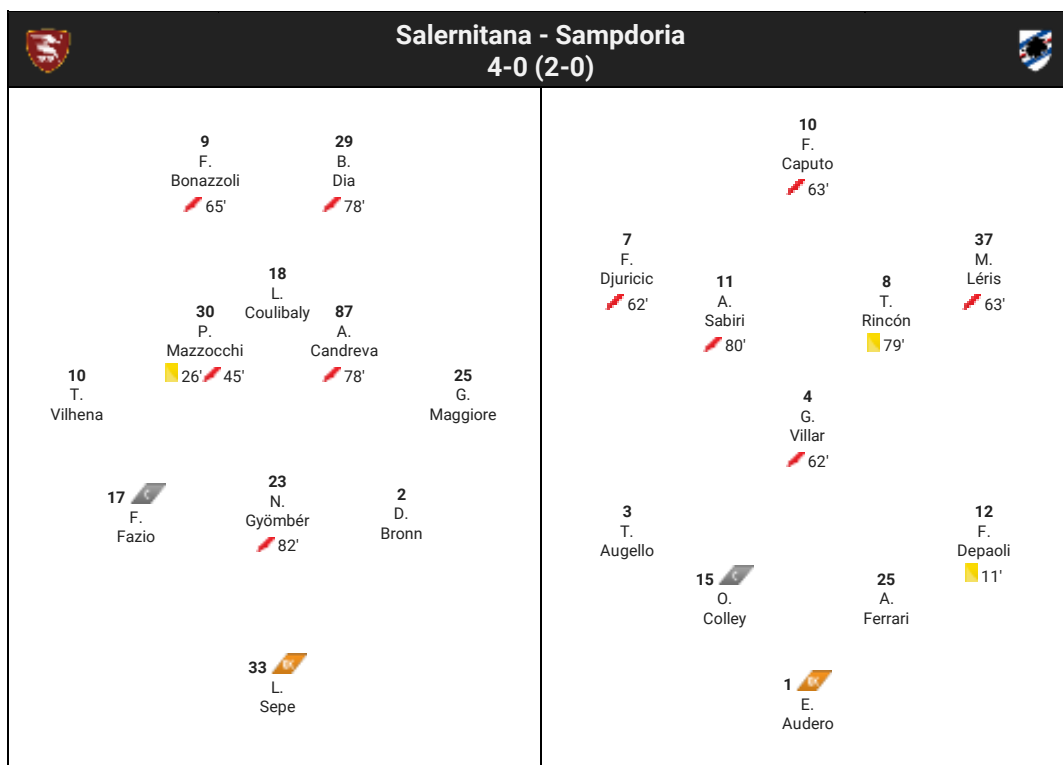 Salernitana - Sampdoria
4-0 (2-0)
9
F.
Bonazzoli
65'
29
B.
Dia
78'
18
L.
Coulibaly
30
P.
Mazzocchi
26' 45'
87
A.
Candreva
78'
10
T.
Vilhena
25
G.
Maggiore
17 C
F.
Fazio
23
N.
Gyömbér
82'
2
D.
Bronn
33
L.
Sepe
10
F.
Caputo
63'
7
F.
Djuricic
62'
37
M.
Léris
63'
11
A.
Sabiri
80'
8
T.
Rincón
79'
4
G.
Villar
62'
3
T.
Augello
12
F.
Depaoli
11'
15 C
O.
Colley
25
A.
Ferrari
1
E.
Audero